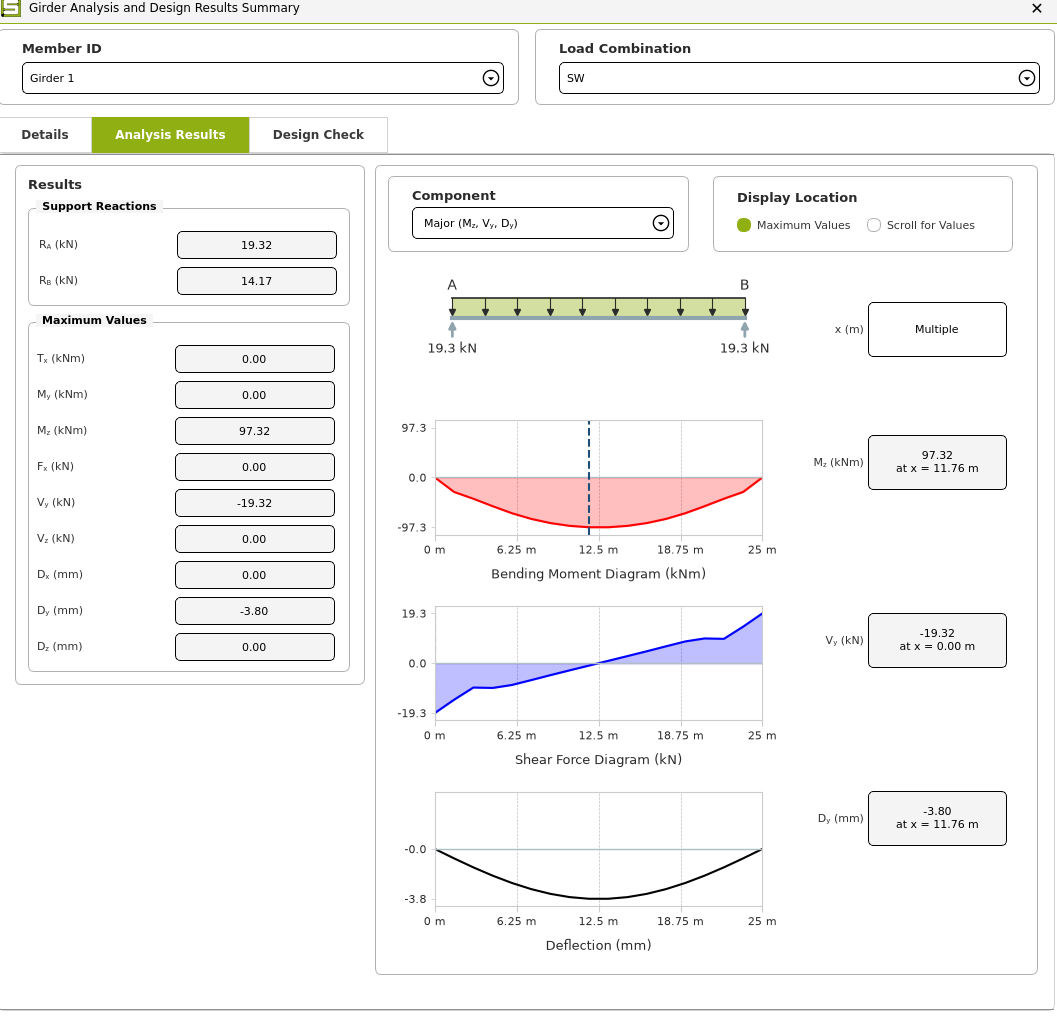 Girder Analysis and Design Results Summary
Member ID
Girder 1
Load Combination
SW
Details
Analysis Results
Design Check
Results
Support Reactions
R_A (kN)
19.32
R_B (kN)
14.17
Maximum Values
Tₓ (kNm)
0.00
Mᵧ (kNm)
0.00
M_z (kNm)
97.32
Fₓ (kN)
0.00
Vᵧ (kN)
-19.32
V_z (kN)
0.00
Dₓ (mm)
0.00
Dᵧ (mm)
-3.80
D_z (mm)
0.00
Component
Major (M_z, Vᵧ, Dᵧ)
Display Location
Maximum Values
Scroll for Values
A
B
19.3 kN
19.3 kN
x (m)
Multiple
97.3
0.0
-97.3
0 m
6.25 m
12.5 m
18.75 m
25 m
Bending Moment Diagram (kNm)
M_z (kNm)
97.32
at x = 11.76 m
19.3
0.0
-19.3
0 m
6.25 m
12.5 m
18.75 m
25 m
Shear Force Diagram (kN)
Vᵧ (kN)
-19.32
at x = 0.00 m
-0.0
-3.8
0 m
6.25 m
12.5 m
18.75 m
25 m
Deflection (mm)
Dᵧ (mm)
-3.80
at x = 11.76 m